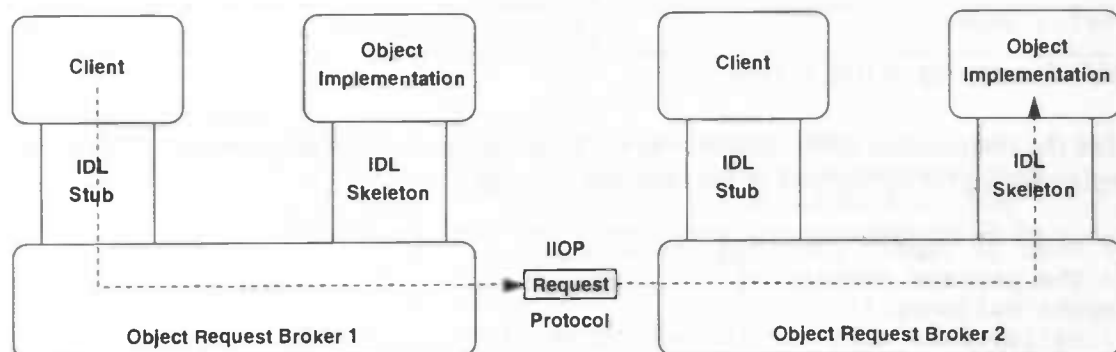 Client
Object
Implementation
Client
Object
Implementation
IDL
Stub
IDL
Skeleton
IDL
Stub
IDL
Skeleton
IIOP
Request
Protocol
Object Request Broker 1
Object Request Broker 2